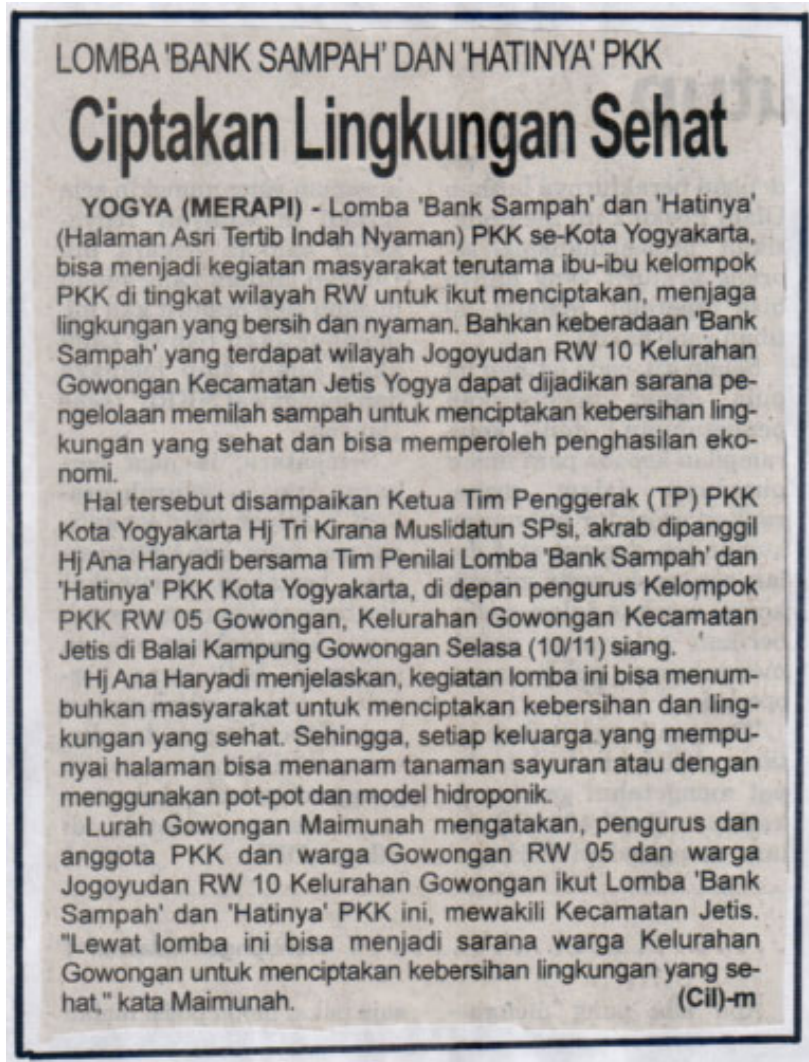 LOMBA 'BANK SAMPAH' DAN 'HATINYA' PKK
Ciptakan Lingkungan Sehat
YOGYA (MERAPI) - Lomba 'Bank Sampah' dan 'Hatinya'
(Halaman Asri Tertib Indah Nyaman) PKK se-Kota Yogyakarta,
bisa menjadi kegiatan masyarakat terutama ibu-ibu kelompok
PKK di tingkat wilayah RW untuk ikut menciptakan, menjaga
lingkungan yang bersih dan nyaman. Bahkan keberadaan 'Bank
Sampah' yang terdapat wilayah Jogoyudan RW 10 Kelurahan
Gowongan Kecamatan Jetis Yogya dapat dijadikan sarana pe-
ngelolaan memilah sampah untuk menciptakan kebersihan ling-
kungan yang sehat dan bisa memperoleh penghasilan eko-
nomi.
Hal tersebut disampaikan Ketua Tim Penggerak (TP) PKK
Kota Yogyakarta Hj Tri Kirana Muslidatun SPsi, akrab dipanggil
Hj Ana Haryadi bersama Tim Penilai Lomba 'Bank Sampah' dan
'Hatinya' PKK Kota Yogyakarta, di depan pengurus Kelompok
PKK RW 05 Gowongan, Kelurahan Gowongan Kecamatan
Jetis di Balai Kampung Gowongan Selasa (10/11) siang.
Hj Ana Haryadi menjelaskan, kegiatan lomba ini bisa menum-
buhkan masyarakat untuk menciptakan kebersihan dan ling-
kungan yang sehat. Sehingga, setiap keluarga yang mempu-
nyai halaman bisa menanam tanaman sayuran atau dengan
menggunakan pot-pot dan model hidroponik.
Lurah Gowongan Maimunah mengatakan, pengurus dan
anggota PKK dan warga Gowongan RW 05 dan warga
Jogoyudan RW 10 Kelurahan Gowongan ikut Lomba 'Bank
Sampah' dan 'Hatinya' PKK ini, mewakili Kecamatan Jetis.
"Lewat lomba ini bisa menjadi sarana warga Kelurahan
Gowongan untuk menciptakan kebersihan lingkungan yang se-
hat," kata Maimunah. (Cil)-m